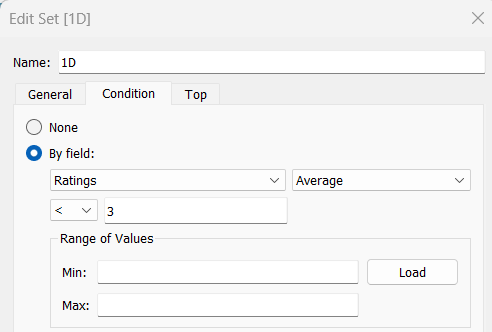 Edit Set [1D]
Name: 1D
General Condition Top
None
By field:
Ratings Average
< 3
Range of Values
Min: Load
Max: